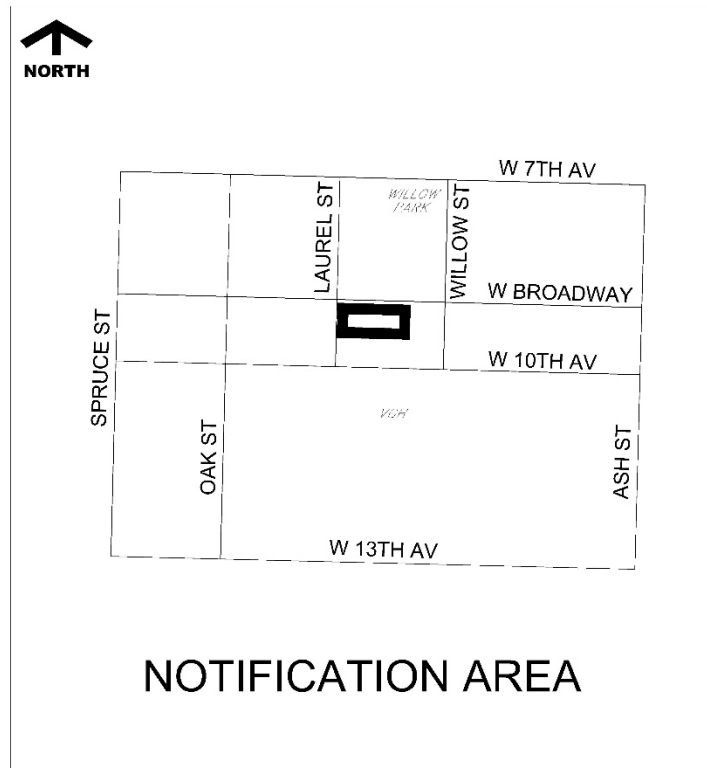 NORTH
W 7TH AV
WILLOW
PARK
LAUREL ST
WILLOW ST
W BROADWAY
SPRUCE ST
W 10TH AV
VGH
OAK ST
ASH ST
W 13TH AV
NOTIFICATION AREA